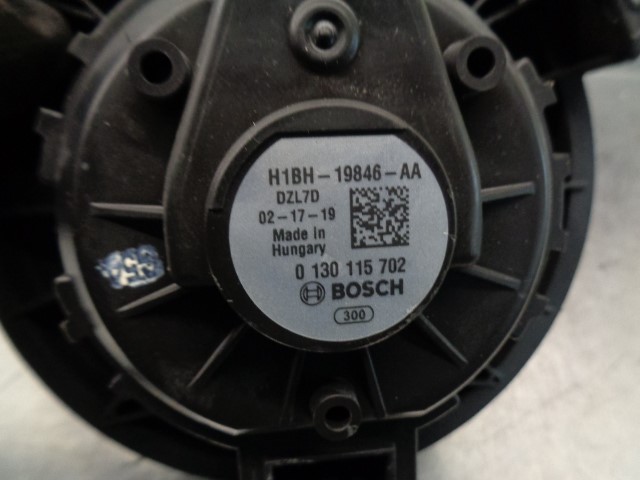 H1BH-19846-AA
DZL7D
02-17-19
Made in
Hungary
0 130 115 702
BOSCH
300